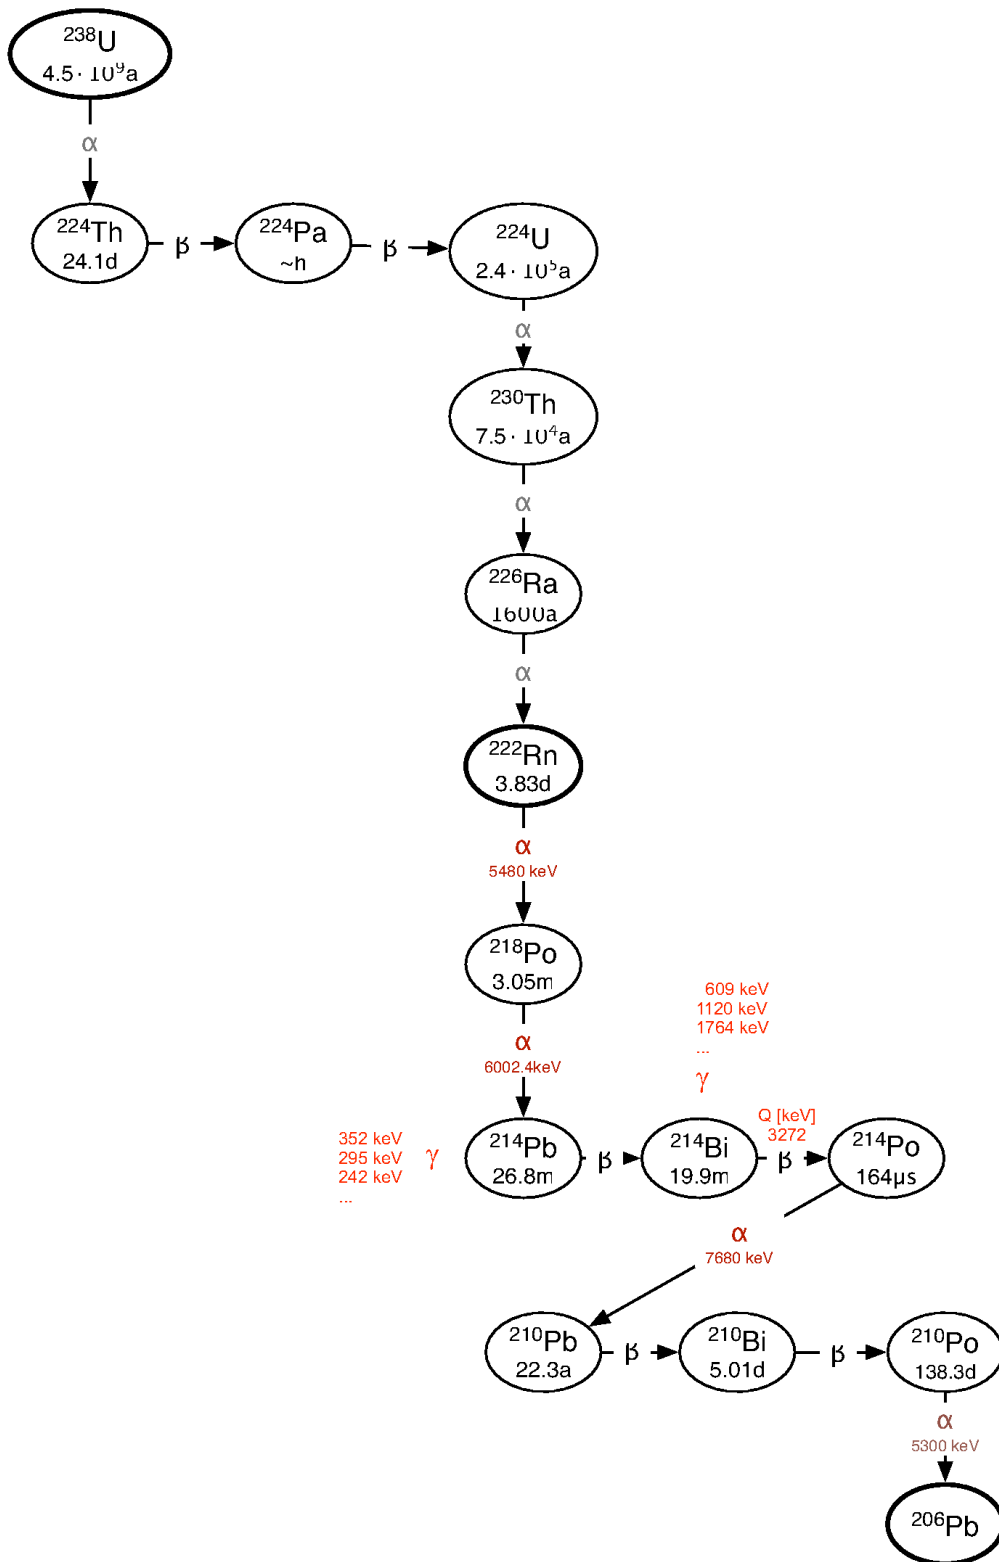 ²³⁸U
4.5 · 10⁹a
α
²²⁴Th
24.1d
β
²²⁴Pa
~h
β
²²⁴U
2.4 · 10⁵a
α
²³⁰Th
7.5 · 10⁴a
α
²²⁶Ra
1600a
α
²²²Rn
3.83d
α
5480 keV
²¹⁸Po
3.05m
α
6002.4keV
609 keV
1120 keV
1764 keV
...
γ
352 keV
295 keV
242 keV
...
γ
²¹⁴Pb
26.8m
β
²¹⁴Bi
19.9m
Q [keV]
3272
β
²¹⁴Po
164µs
α
7680 keV
²¹⁰Pb
22.3a
β
²¹⁰Bi
5.01d
β
²¹⁰Po
138.3d
α
5300 keV
²⁰⁶Pb